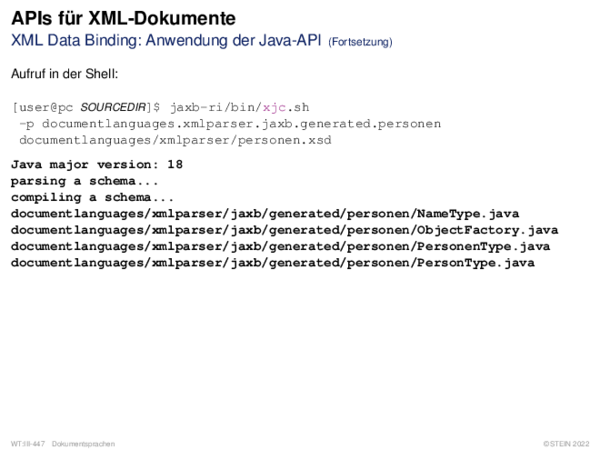 APIs für XML-Dokumente
XML Data Binding: Anwendung der Java-API (Fortsetzung)
Aufruf in der Shell:
[user@pc SOURCEDIR]$ jaxb-ri/bin/xjc.sh
-p documentlanguages.xmlparser.jaxb.generated.personen
documentlanguages/xmlparser/personen.xsd
Java major version: 18
parsing a schema...
compiling a schema...
documentlanguages/xmlparser/jaxb/generated/personen/NameType.java
documentlanguages/xmlparser/jaxb/generated/personen/ObjectFactory.java
documentlanguages/xmlparser/jaxb/generated/personen/PersonenType.java
documentlanguages/xmlparser/jaxb/generated/personen/PersonType.java
WT:III-447 Dokumentsprachen ©STEIN 2022